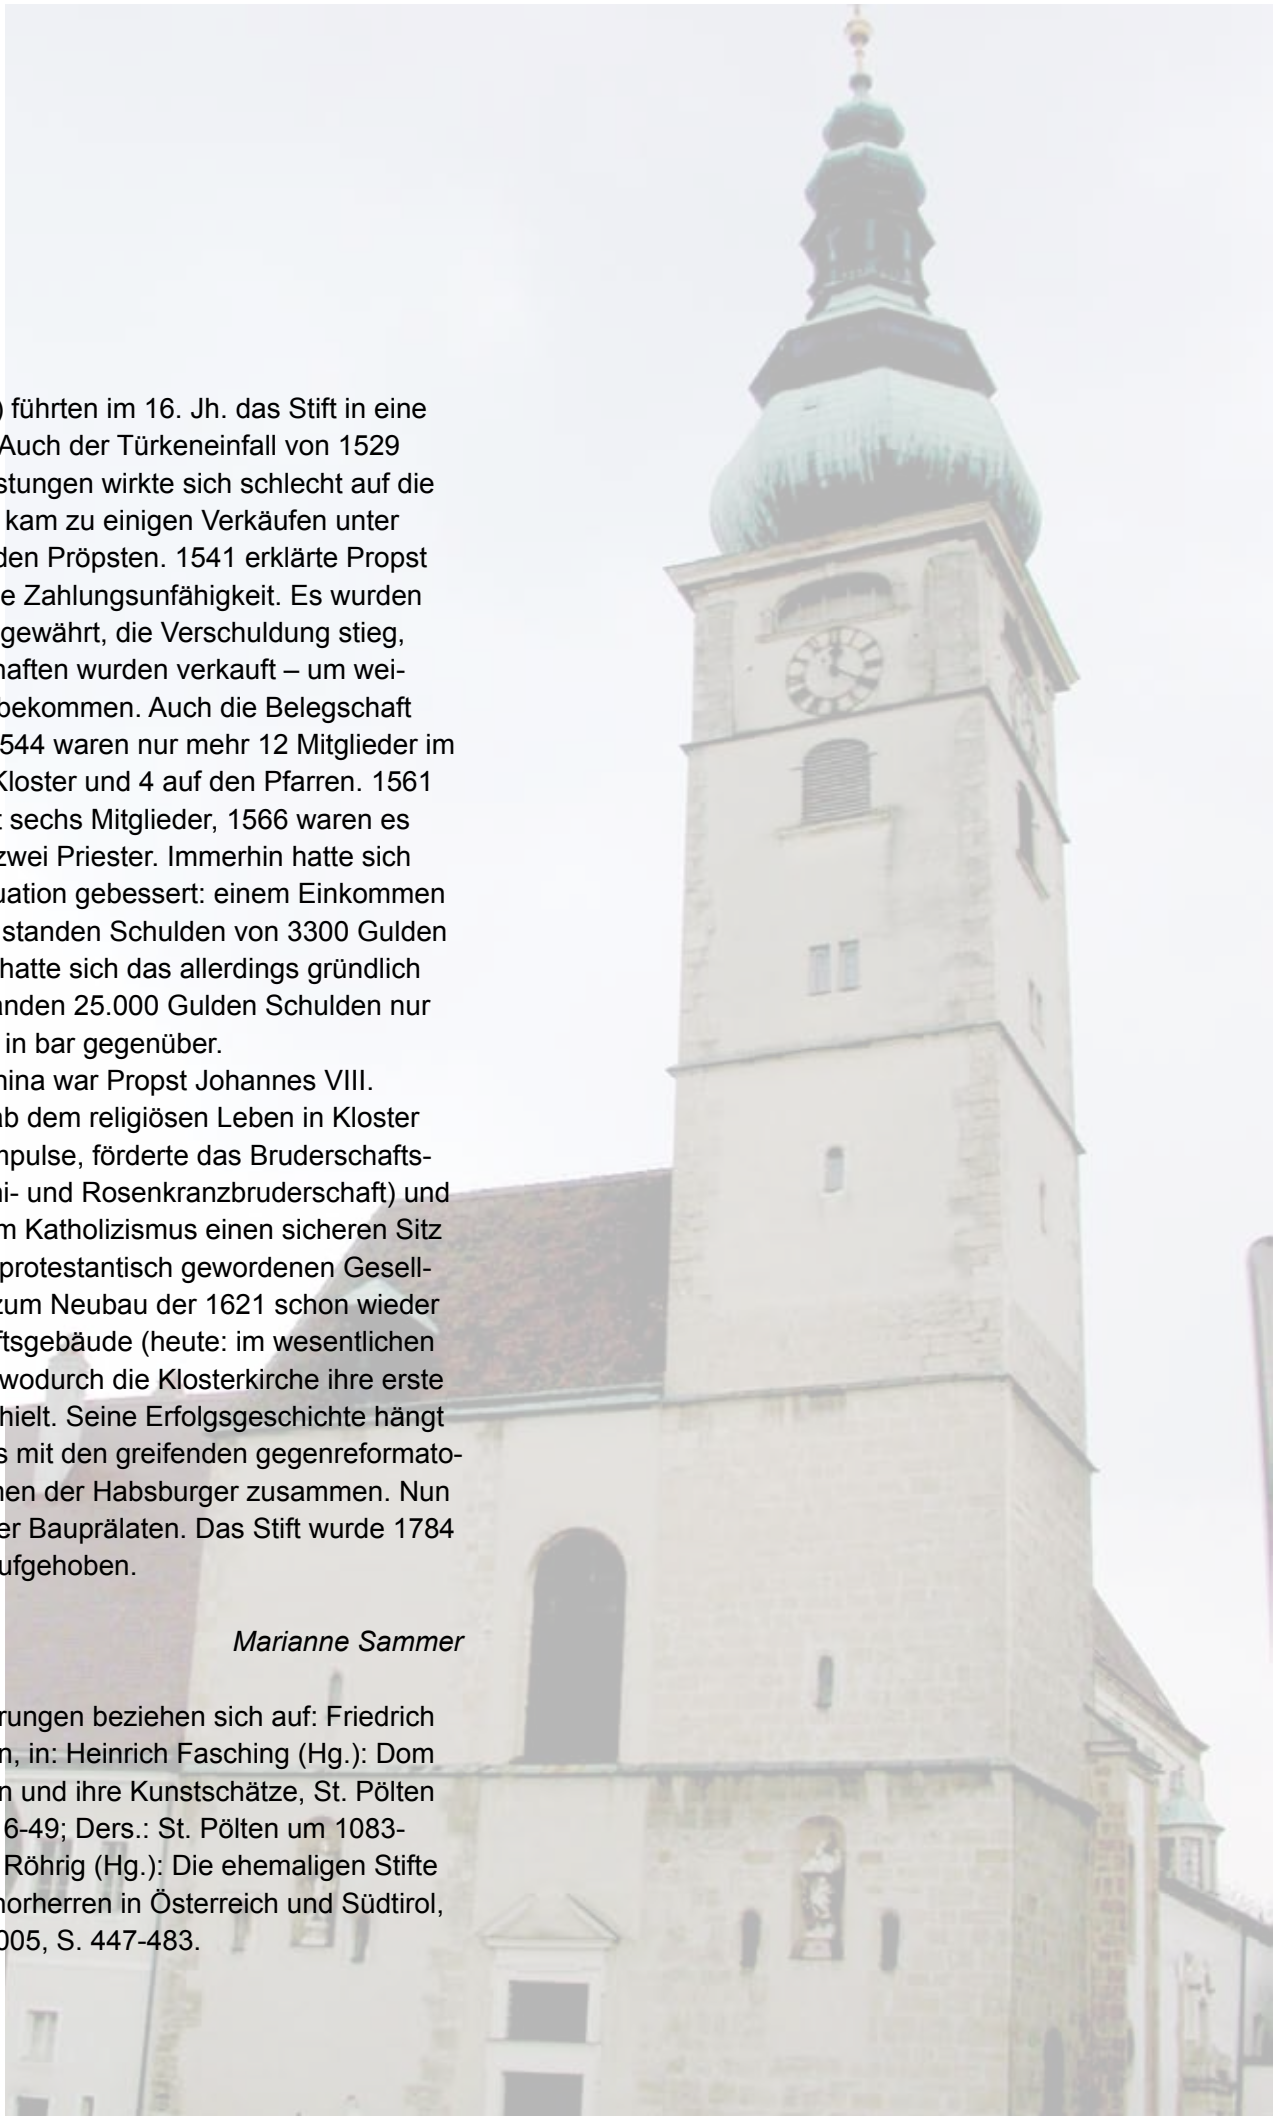 ) führten im 16. Jh. das Stift in eine
Auch der Türkeneinfall von 1529
stungen wirkte sich schlecht auf die
kam zu einigen Verkäufen unter
den Pröpsten. 1541 erklärte Propst
e Zahlungsunfähigkeit. Es wurden
gewährt, die Verschuldung stieg,
haften wurden verkauft – um wei-
bekommen. Auch die Belegschaft
544 waren nur mehr 12 Mitglieder im
Kloster und 4 auf den Pfarren. 1561
t sechs Mitglieder, 1566 waren es
zwei Priester. Immerhin hatte sich
uation gebessert: einem Einkommen
standen Schulden von 3300 Gulden
hatte sich das allerdings gründlich
anden 25.000 Gulden Schulden nur
in bar gegenüber.
nina war Propst Johannes VIII.
ab dem religiösen Leben in Kloster
mpulse, förderte das Bruderschafts-
ni- und Rosenkranzbruderschaft) und
m Katholizismus einen sicheren Sitz
protestantisch gewordenen Gesell-
zum Neubau der 1621 schon wieder
ftsgebäude (heute: im wesentlichen
wodurch die Klosterkirche ihre erste
hielt. Seine Erfolgsgeschichte hängt
s mit den greifenden gegenreformato-
nen der Habsburger zusammen. Nun
er Bauprälaten. Das Stift wurde 1784
ufgehoben.
Marianne Sammer
rungen beziehen sich auf: Friedrich
n, in: Heinrich Fasching (Hg.): Dom
n und ihre Kunstschätze, St. Pölten
6-49; Ders.: St. Pölten um 1083-
Röhrig (Hg.): Die ehemaligen Stifte
horherren in Österreich und Südtirol,
005, S. 447-483.